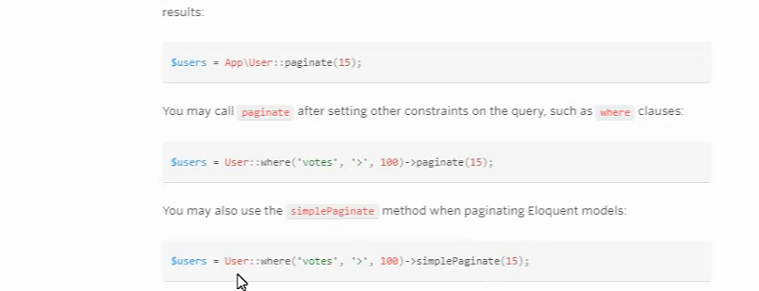 results:
$users = App\User::paginate(15);
You may call paginate after setting other constraints on the query, such as where clauses:
$users = User::where('votes', '>', 100)->paginate(15);
You may also use the simplePaginate method when paginating Eloquent models:
$users = User::where('votes', '>', 100)->simplePaginate(15);